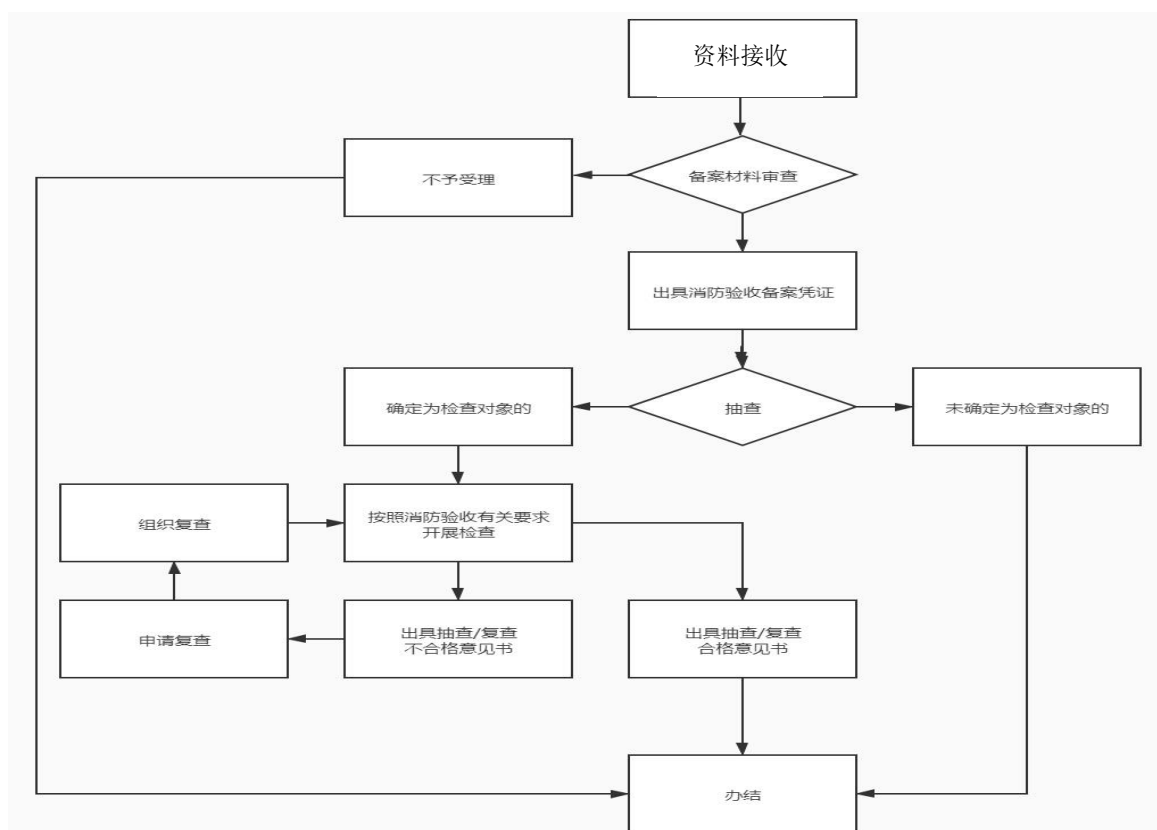 资料接收
不予受理
备案材料审查
出具消防验收备案凭证
确定为检查对象的
抽查
未确定为检查对象的
组织复查
按照消防验收有关要求
开展检查
申请复查
出具抽查/复查
不合格意见书
出具抽查/复查
合格意见书
办结